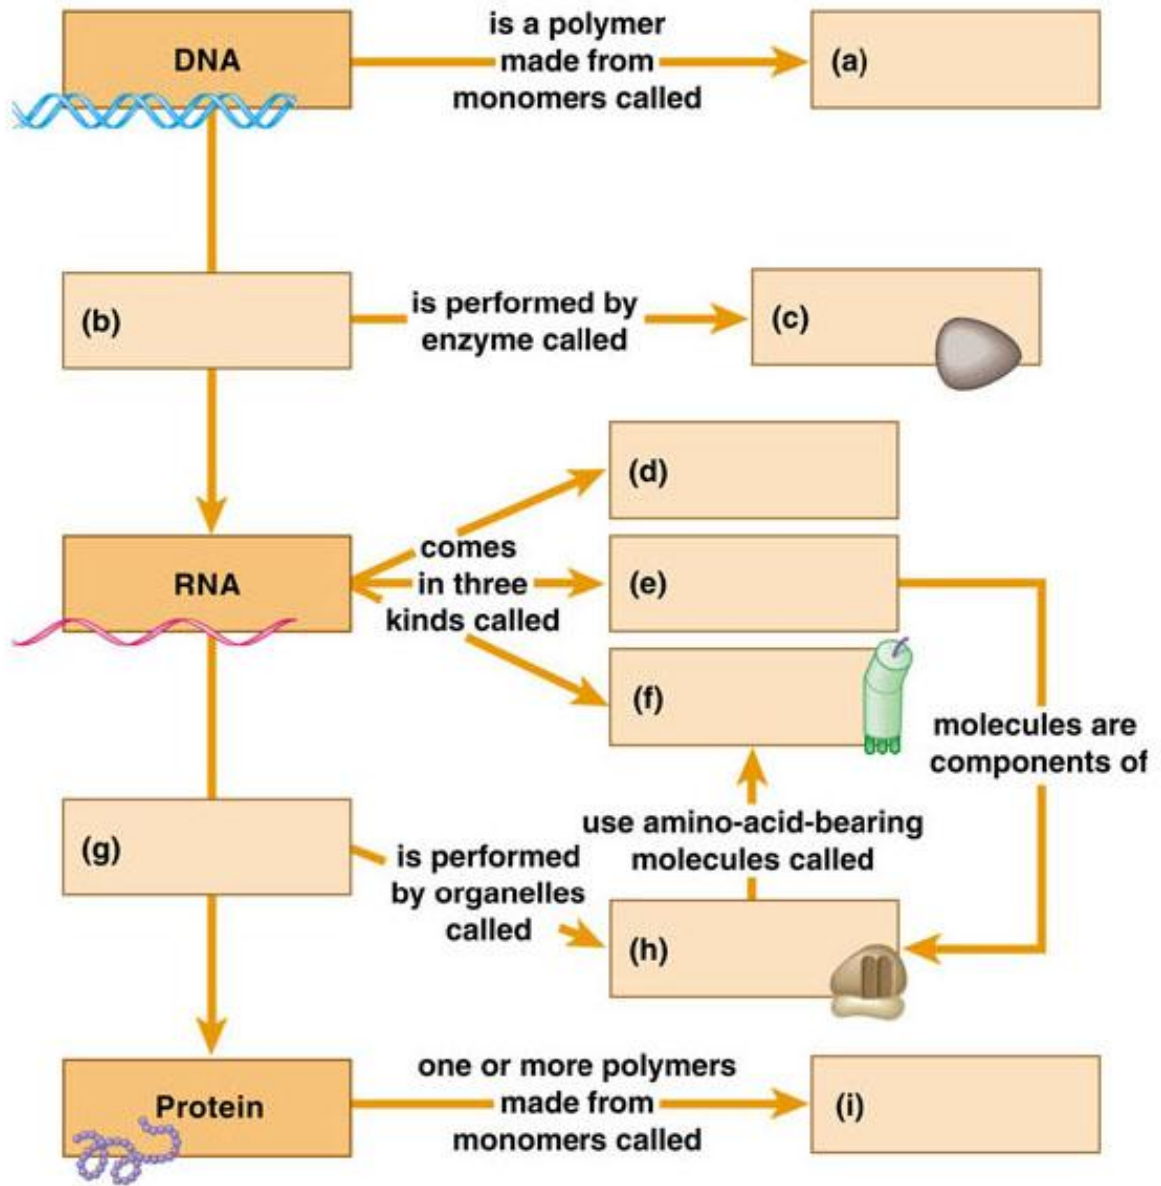 is a polymer
DNA
made from
(a)
monomers called
(b)
is performed by
enzyme called
(c)
(d)
RNA
comes
in three
kinds called
(e)
(f)
molecules are
components of
use amino-acid-bearing
molecules called
(g)
is performed
by organelles
called
(h)
one or more polymers
Protein
made from
(i)
monomers called